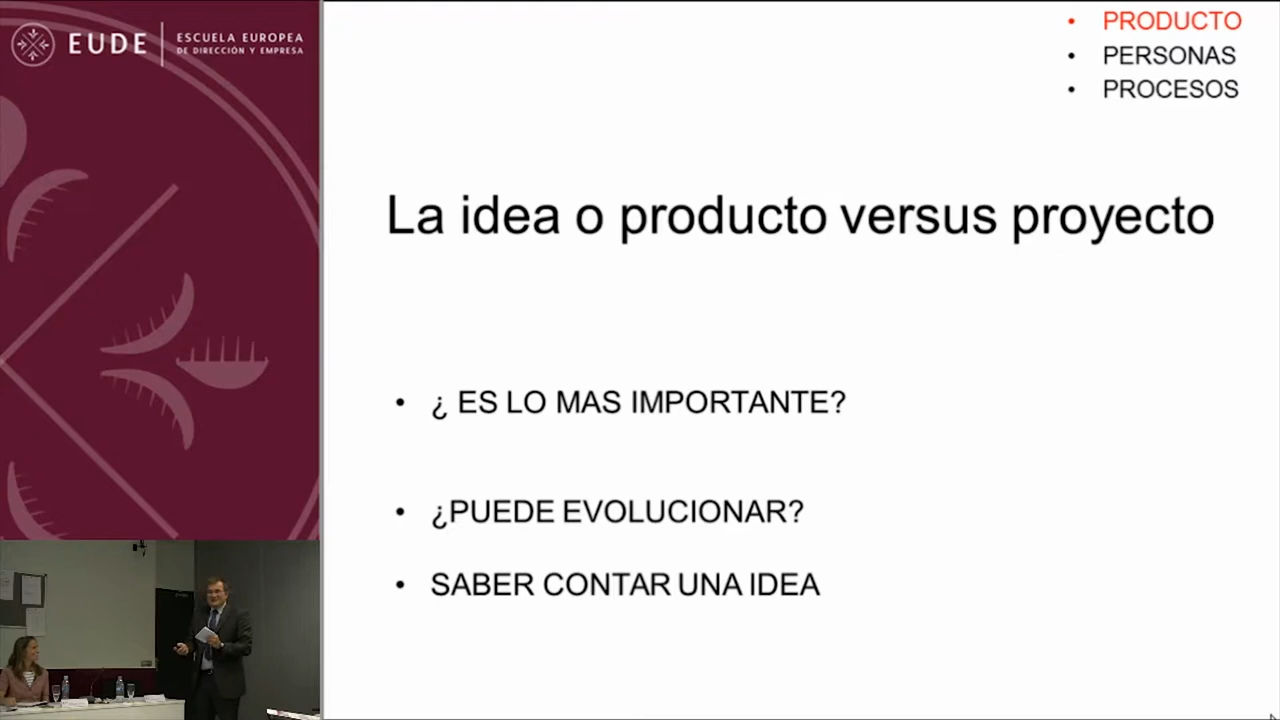 EUDE
ESCUELA EUROPEA
DE DIRECCIÓN Y EMPRESA
• PRODUCTO
• PERSONAS
• PROCESOS
La idea o producto versus proyecto
• ¿ ES LO MAS IMPORTANTE?
• ¿PUEDE EVOLUCIONAR?
• SABER CONTAR UNA IDEA